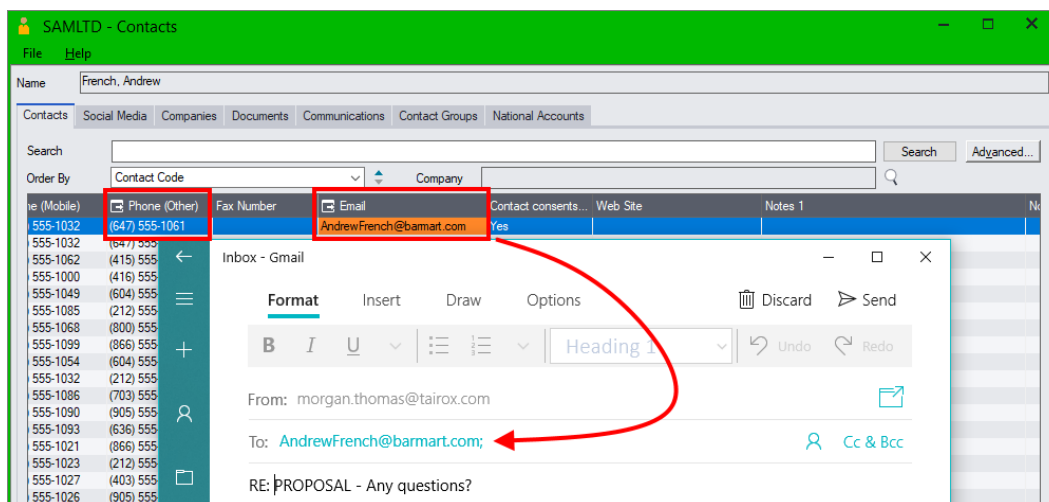 SAMLTD - Contacts
File Help
Name French, Andrew
Contacts Social Media Companies Documents Communications Contact Groups National Accounts
Search Search Advanced...
Order By Contact Code Company
ne (Mobile) Phone (Other) Fax Number Email Contact consents... Web Site Notes 1 No
555-1032 (647) 555-1061 AndrewFrench@barmart.com Yes
555-1032 (647) 555
555-1062 (415) 555
555-1000 (416) 555
555-1049 (604) 555
555-1085 (212) 555
555-1068 (800) 555
555-1099 (866) 555
555-1054 (604) 555
555-1032 (212) 555
555-1086 (703) 555
555-1090 (905) 555
555-1093 (636) 555
555-1021 (866) 555
555-1023 (212) 555
555-1027 (403) 555
555-1026 (905) 555
Inbox - Gmail
Format Insert Draw Options Discard Send
B I U Heading 1 Undo Redo
From: morgan.thomas@tairox.com
To: AndrewFrench@barmart.com; Cc & Bcc
RE: PROPOSAL - Any questions?